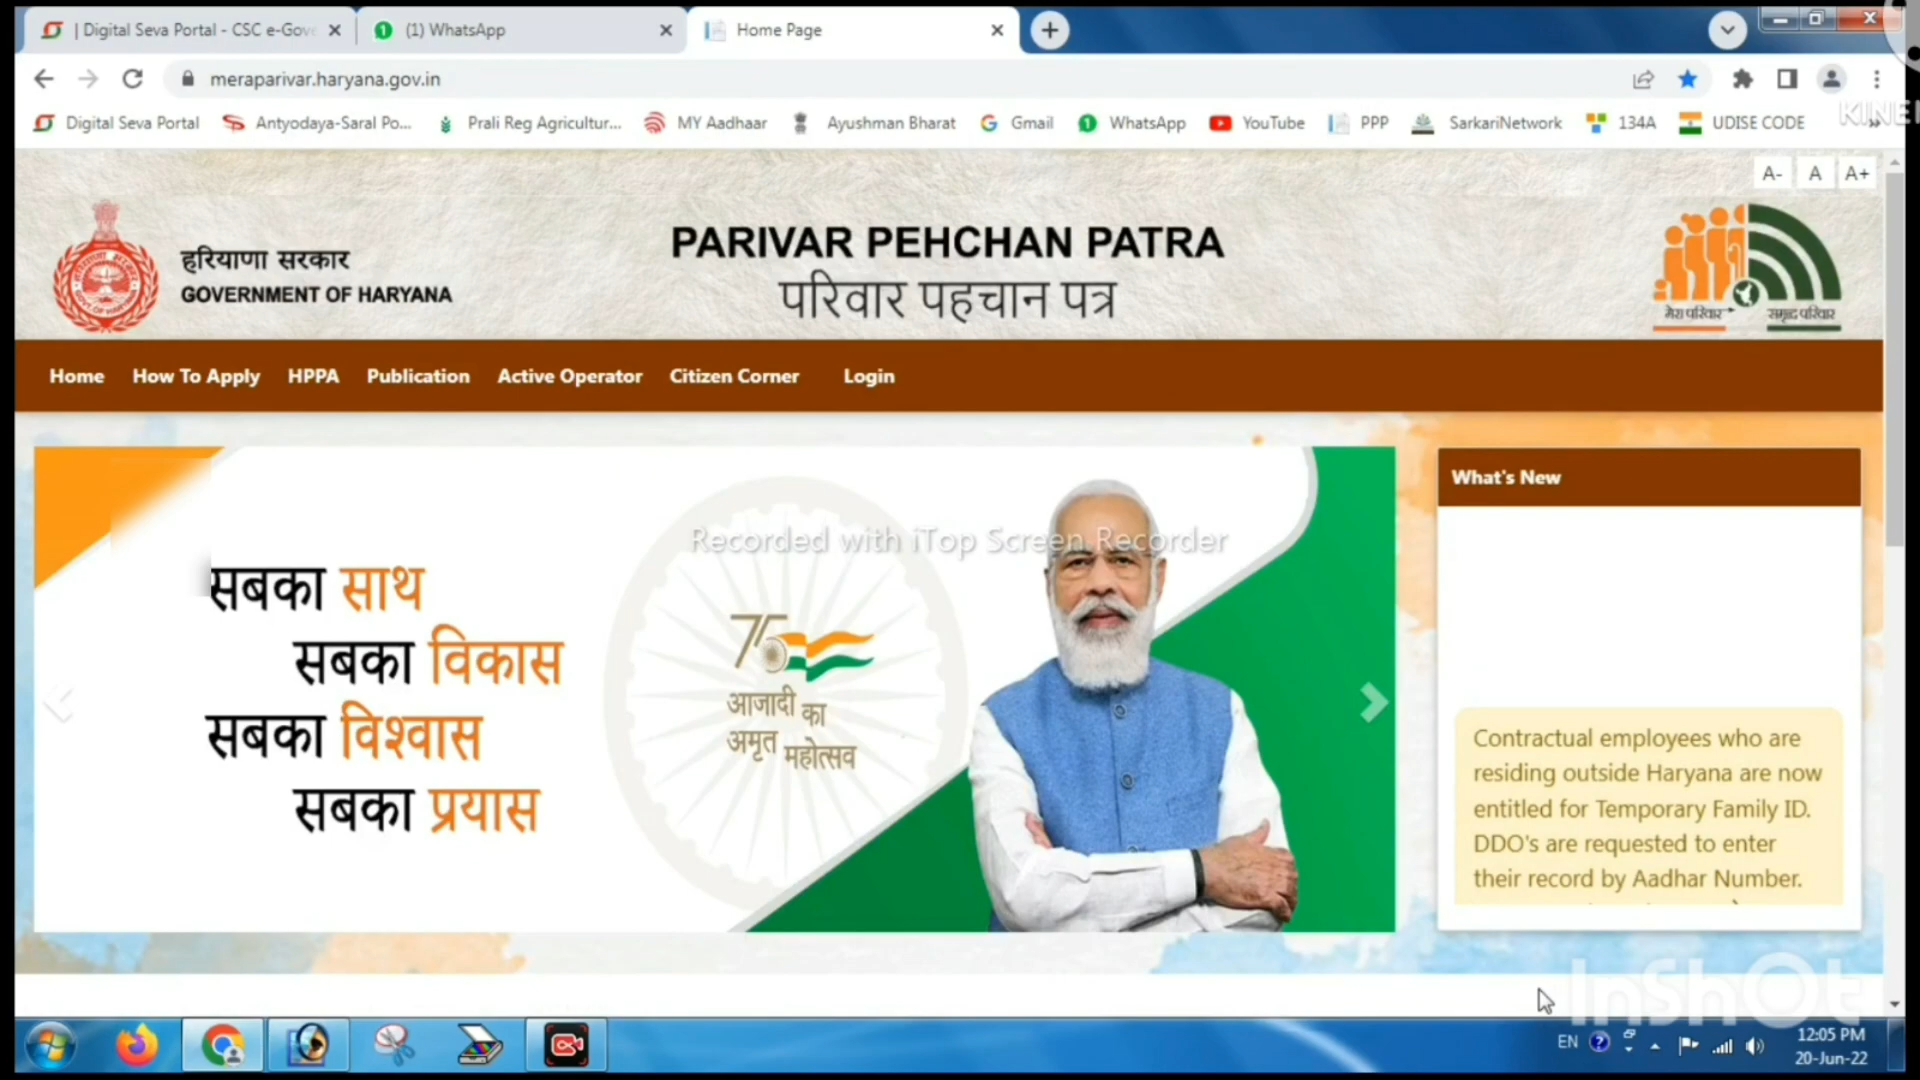 | Digital Seva Portal - CSC e-Gove
(1) WhatsApp
Home Page
meraparivar.haryana.gov.in
Digital Seva Portal
Antyodaya-Saral Po...
Prali Reg Agricultur...
MY Aadhaar
Ayushman Bharat
Gmail
WhatsApp
YouTube
PPP
SarkariNetwork
134A
UDISE CODE
KINE
A-
A
A+
हरियाणा सरकार
GOVERNMENT OF HARYANA
PARIVAR PEHCHAN PATRA
परिवार पहचान पत्र
मेरा परिवार
समृद्ध परिवार
Home
How To Apply
HPPA
Publication
Active Operator
Citizen Corner
Login
Recorded with iTop Screen Recorder
सबका साथ
सबका विकास
सबका विश्वास
सबका प्रयास
75
आजादी का
अमृत महोत्सव
What's New
Contractual employees who are
residing outside Haryana are now
entitled for Temporary Family ID.
DDO's are requested to enter
their record by Aadhar Number.
InShOt
EN
12:05 PM
20-Jun-22